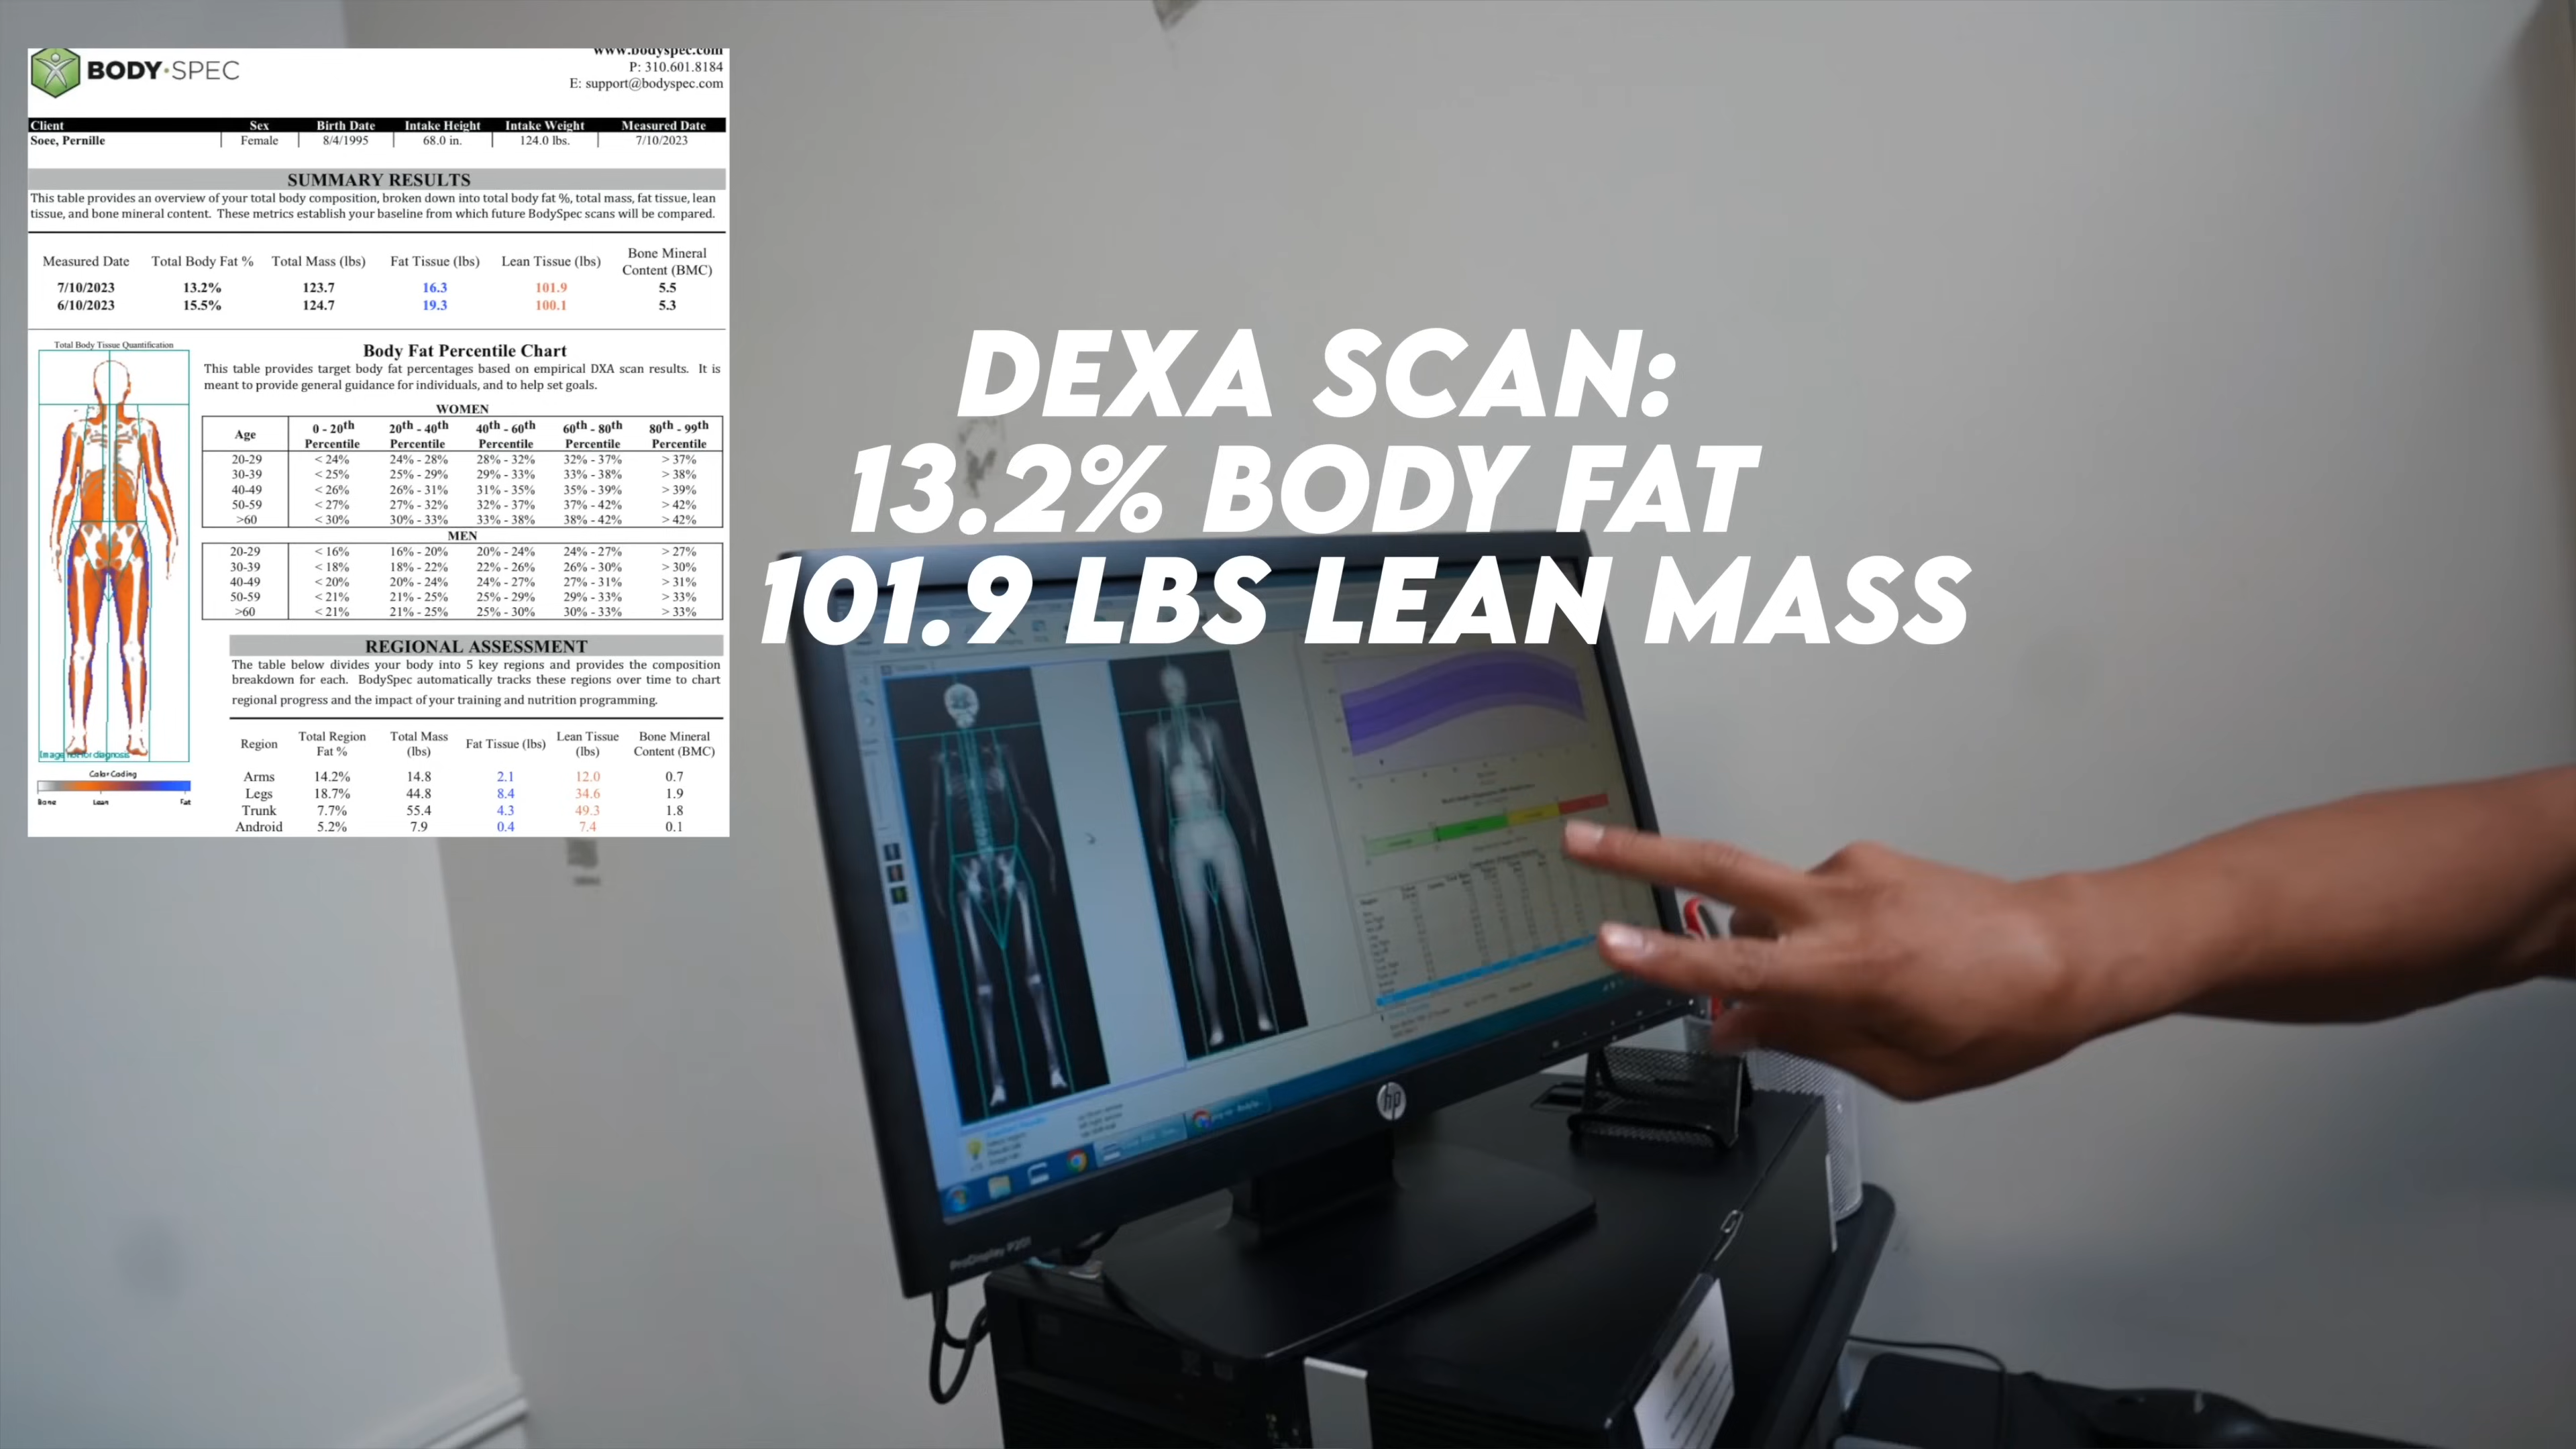 BODY·SPEC
www.bodyspec.com
P: 310.601.8184
E: support@bodyspec.com
Client Sex Birth Date Intake Height Intake Weight Measured Date
Soee, Pernille Female 8/4/1995 68.0 in. 124.0 lbs. 7/10/2023
SUMMARY RESULTS
This table provides an overview of your total body composition, broken down into total body fat %, total mass, fat tissue, lean
tissue, and bone mineral content. These metrics establish your baseline from which future BodySpec scans will be compared.
Measured Date Total Body Fat % Total Mass (lbs) Fat Tissue (lbs) Lean Tissue (lbs) Bone Mineral
Content (BMC)
7/10/2023 13.2% 123.7 16.3 101.9 5.5
6/10/2023 15.5% 124.7 19.3 100.1 5.3
Total Body Tissue Quantification
Image not for diagnosis
Color Coding
Bone Lean Fat
Body Fat Percentile Chart
This table provides target body fat percentages based on empirical DXA scan results. It is
meant to provide general guidance for individuals, and to help set goals.
WOMEN
Age 0 - 20th 20th - 40th 40th - 60th 60th - 80th 80th - 99th
Percentile Percentile Percentile Percentile Percentile
20-29 < 24% 24% - 28% 28% - 32% 32% - 37% > 37%
30-39 < 25% 25% - 29% 29% - 33% 33% - 38% > 38%
40-49 < 26% 26% - 31% 31% - 35% 35% - 39% > 39%
50-59 < 27% 27% - 32% 32% - 37% 37% - 42% > 42%
>60 < 30% 30% - 33% 33% - 38% 38% - 42% > 42%
MEN
20-29 < 16% 16% - 20% 20% - 24% 24% - 27% > 27%
30-39 < 18% 18% - 22% 22% - 26% 26% - 30% > 30%
40-49 < 20% 20% - 24% 24% - 27% 27% - 31% > 31%
50-59 < 21% 21% - 25% 25% - 29% 29% - 33% > 33%
>60 < 21% 21% - 25% 25% - 30% 30% - 33% > 33%
REGIONAL ASSESSMENT
The table below divides your body into 5 key regions and provides the composition
breakdown for each. BodySpec automatically tracks these regions over time to chart
regional progress and the impact of your training and nutrition programming.
Region Total Region Total Mass Fat Tissue (lbs) Lean Tissue Bone Mineral
Fat % (lbs) (lbs) Content (BMC)
Arms 14.2% 14.8 2.1 12.0 0.7
Legs 18.7% 44.8 8.4 34.6 1.9
Trunk 7.7% 55.4 4.3 49.3 1.8
Android 5.2% 7.9 0.4 7.4 0.1
DEXA SCAN:
13.2% BODY FAT
101.9 LBS LEAN MASS
hp
ProDisplay P201